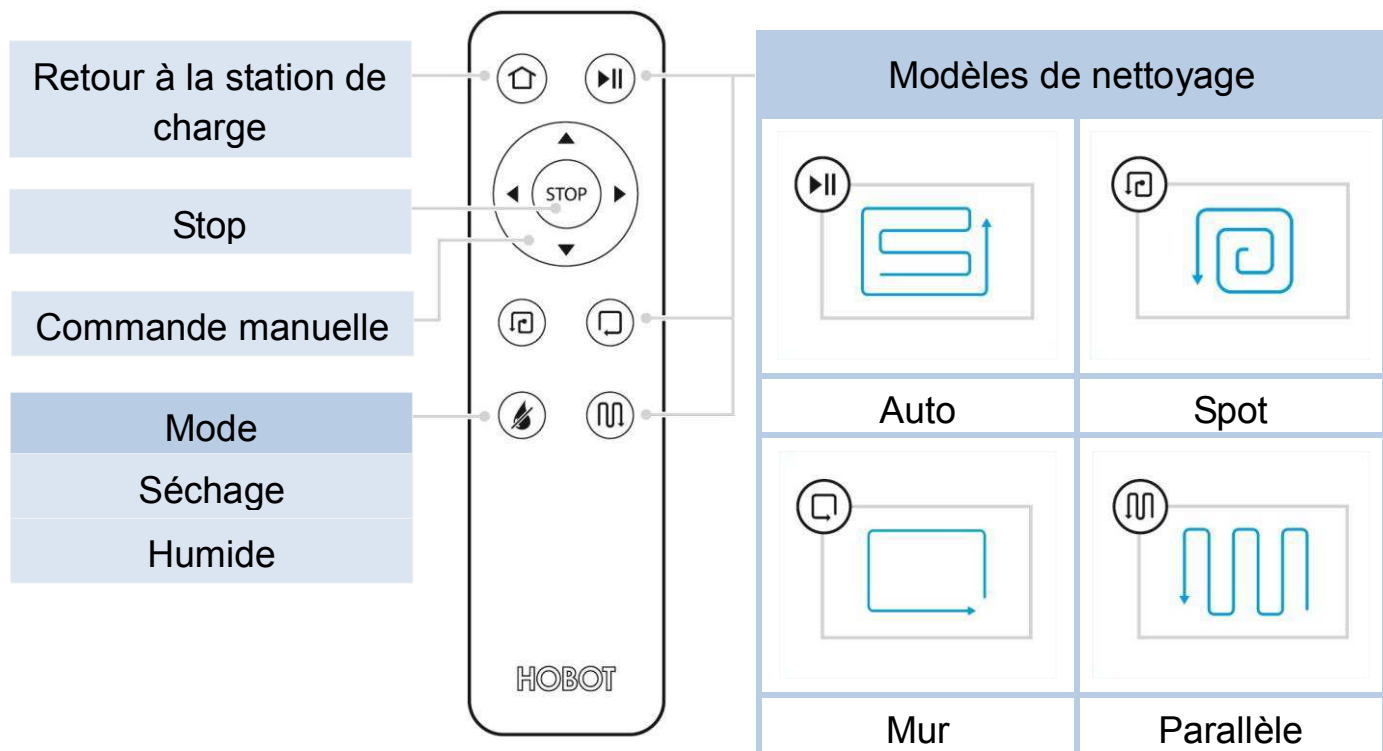 Retour à la station de
charge
Stop
Commande manuelle
Mode
Séchage
Humide
STOP
HOBOT
Modèles de nettoyage
Auto
Spot
Mur
Parallèle